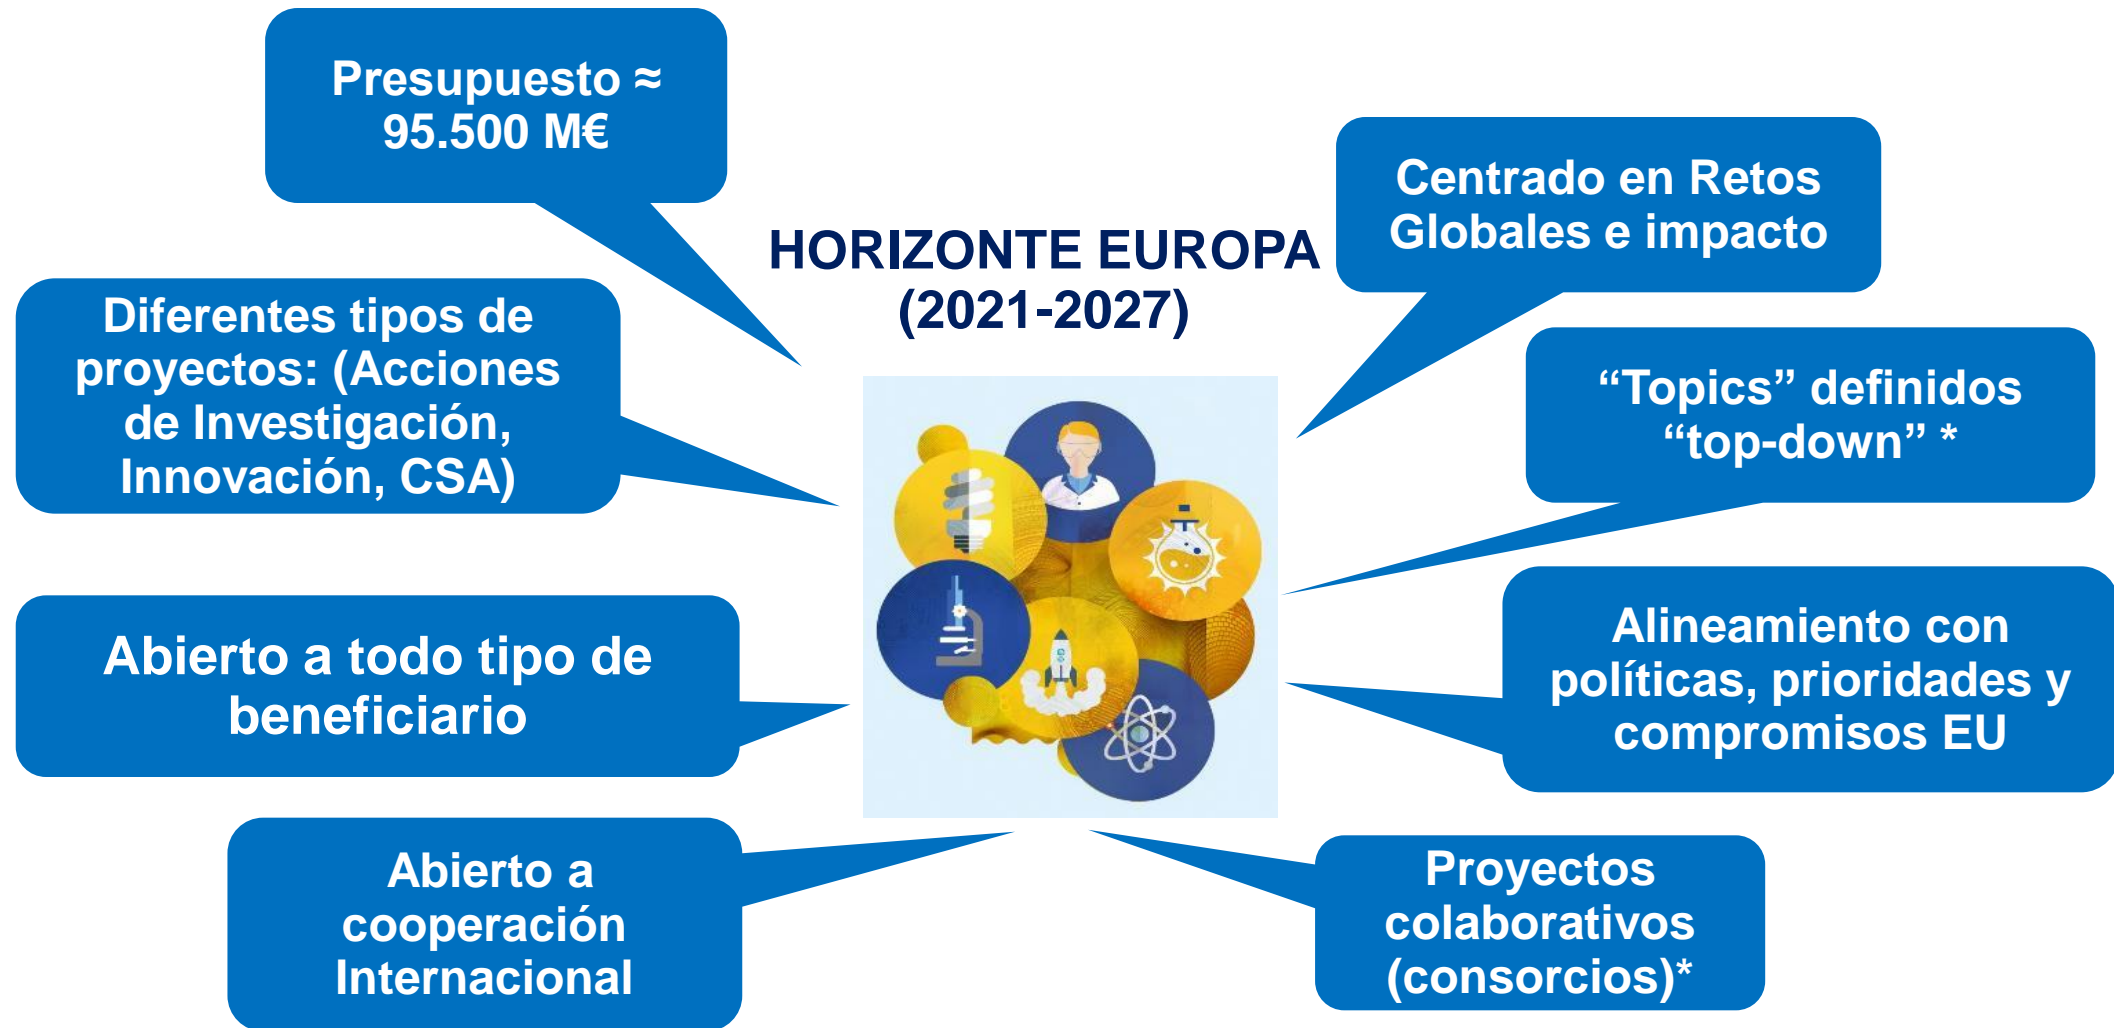 Presupuesto ≈
95.500 M€
HORIZONTE EUROPA
(2021-2027)
Centrado en Retos
Globales e impacto
Diferentes tipos de
proyectos: (Acciones
de Investigación,
Innovación, CSA)
“Topics” definidos
“top-down” *
Abierto a todo tipo de
beneficiario
Alineamiento con
políticas, prioridades y
compromisos EU
Abierto a
cooperación
Internacional
Proyectos
colaborativos
(consorcios)*